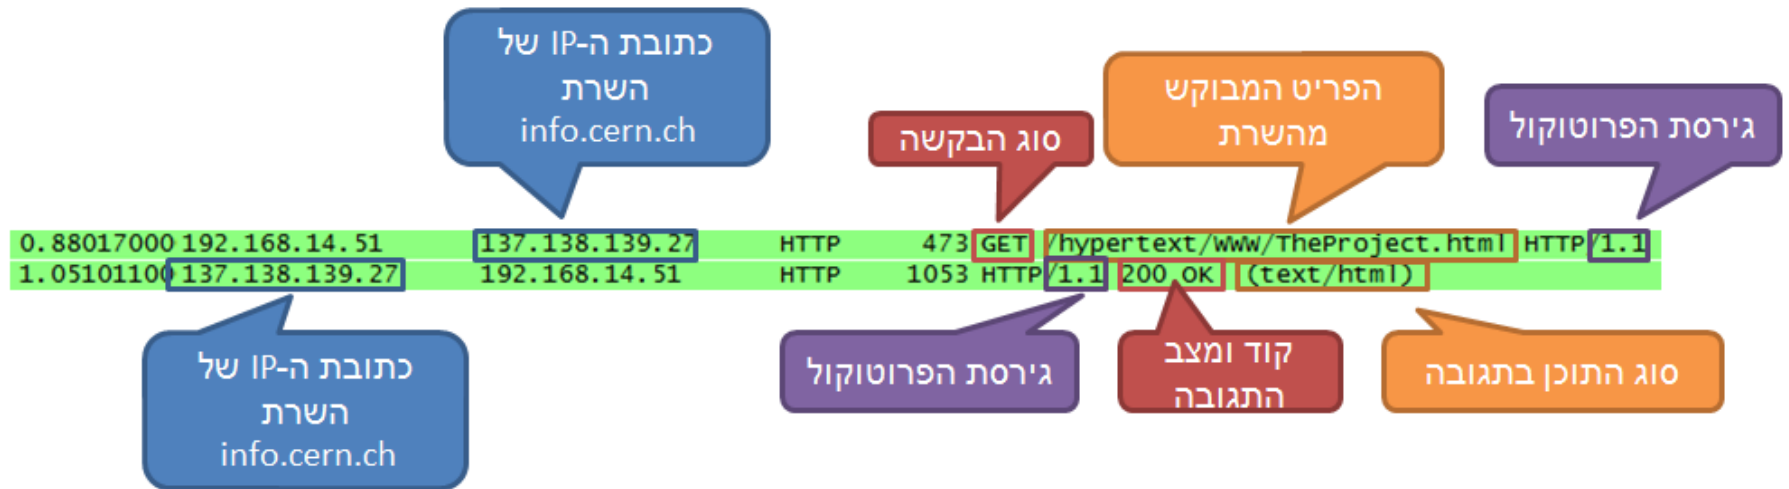 כתובת ה-IP של
השרת
info.cern.ch
סוג הבקשה
הפריט המבוקש
מהשרת
גירסת הפרוטוקול
0.88017000 192.168.14.51 137.138.139.27 HTTP 473 GET /hypertext/WWW/TheProject.html HTTP/1.1
1.05101100 137.138.139.27 192.168.14.51 HTTP 1053 HTTP/1.1 200 OK (text/html)
כתובת ה-IP של
השרת
info.cern.ch
גירסת הפרוטוקול
קוד ומצב
התגובה
סוג התוכן בתגובה